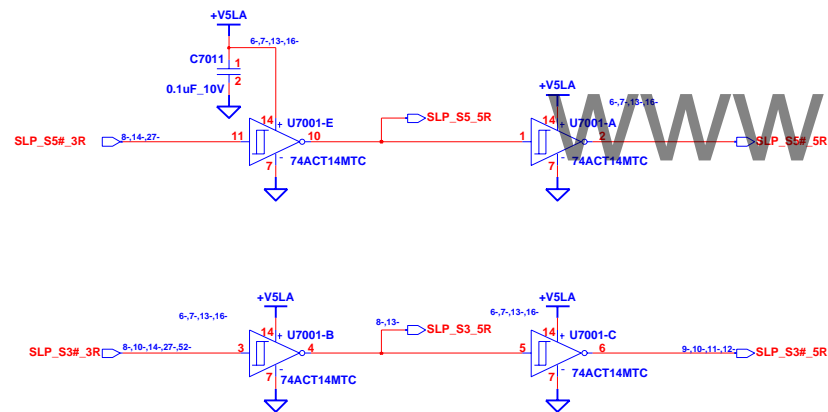 +V5LA
6-,7-,13-,16-
C7011
1
2
0.1uF_10V
+V5LA
6-,7-,13-,16-
WWW
14
+
U7001-E
SLP_S5_5R
14
+
U7001-A
SLP_S5#_3R
8-,14-,27-
11
10
1
2
SLP_S5#_5R
7
-
74ACT14MTC
7
-
74ACT14MTC
+V5LA
+V5LA
6-,7-,13-,16-
8-,13-
SLP_S3_5R
6-,7-,13-,16-
14
+
U7001-B
14
+
U7001-C
SLP_S3#_3R
8-,10-,14-,27-,52-
3
4
5
6
9-,10-,11-,12-
SLP_S3#_5R
7
-
74ACT14MTC
7
-
74ACT14MTC